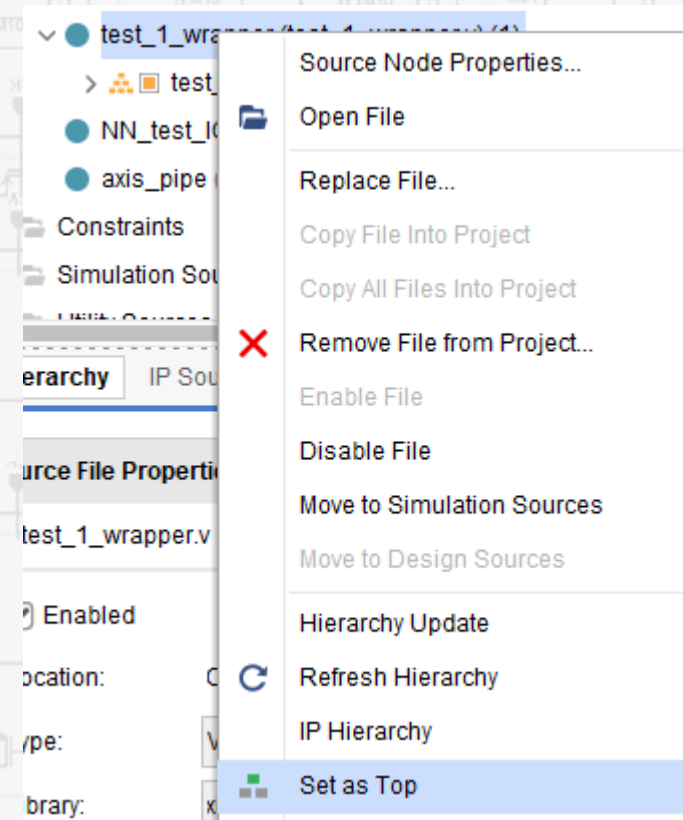 test_1_wrapper (test_1_wrapper.v) (1)
test_
NN_test_I
axis_pipe (
Constraints
Simulation Sou
erarchy IP Sou
urce File Properti
test_1_wrapper.v
Enabled
ocation:
ype:
brary:
Source Node Properties...
Open File
Replace File...
Copy File Into Project
Copy All Files Into Project
Remove File from Project...
Enable File
Disable File
Move to Simulation Sources
Move to Design Sources
Hierarchy Update
Refresh Hierarchy
IP Hierarchy
Set as Top